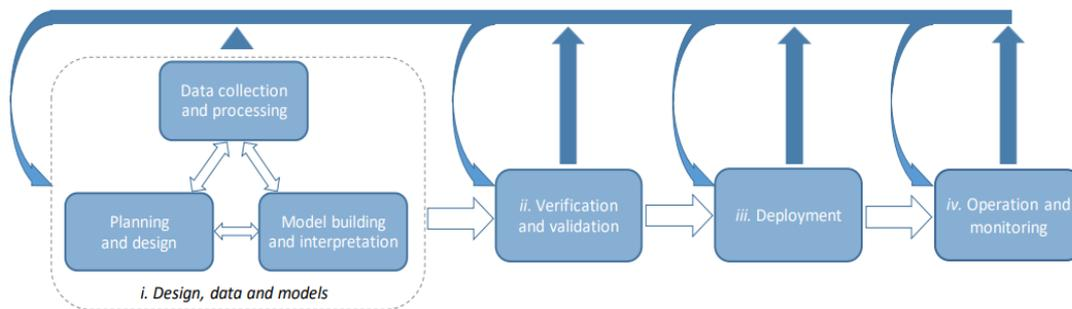 Data collection
and processing
Planning
and design
Model building
and interpretation
i. Design, data and models
ii. Verification
and validation
iii. Deployment
iv. Operation and
monitoring